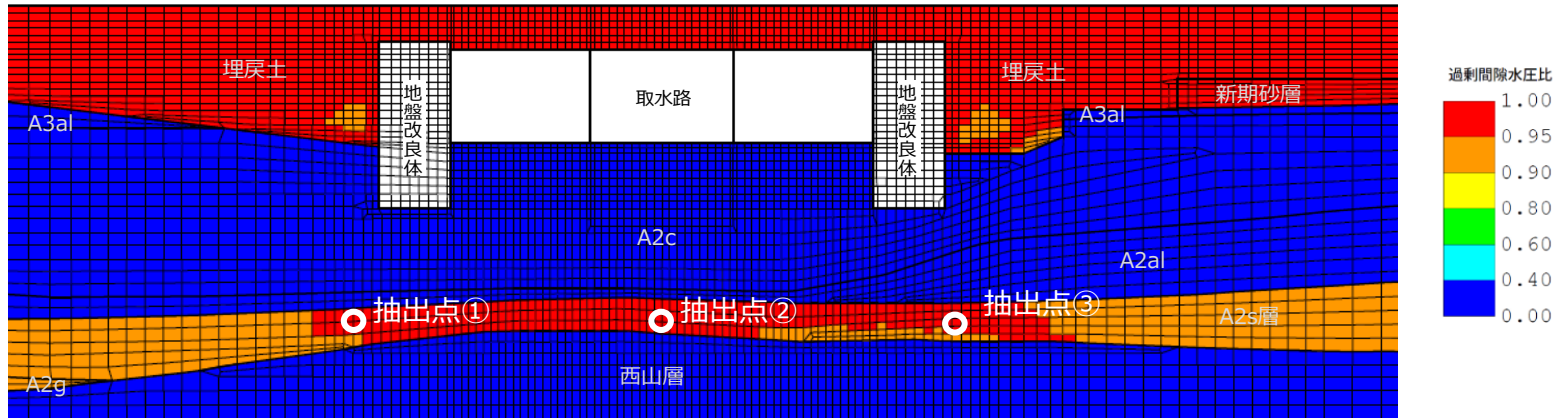 埋戻土
地盤改良体
取水路
地盤改良体
埋戻土
新期砂層
A3al
A3al
A2c
A2al
抽出点①
抽出点②
抽出点③
A2s層
A2g
西山層
過剰間隙水圧比
1.00
0.95
0.90
0.80
0.60
0.40
0.00